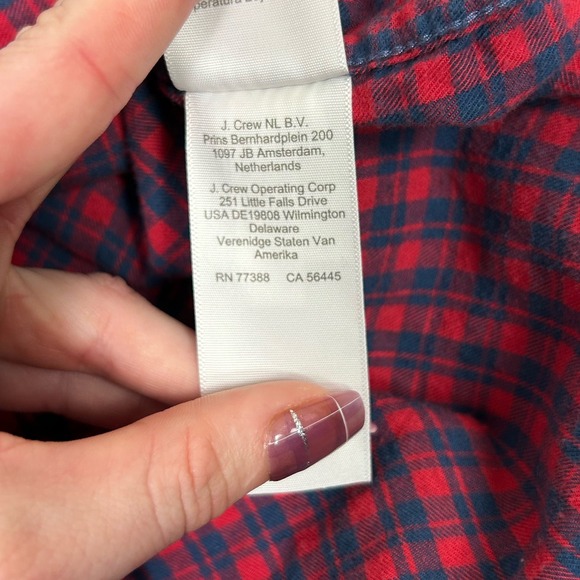 J. Crew NL B.V.
Prins Bernhardplein 200
1097 JB Amsterdam,
Netherlands
J. Crew Operating Corp
251 Little Falls Drive
USA DE19808 Wilmington
Delaware
Verenidge Staten Van
Amerika
RN 77388 CA 56445